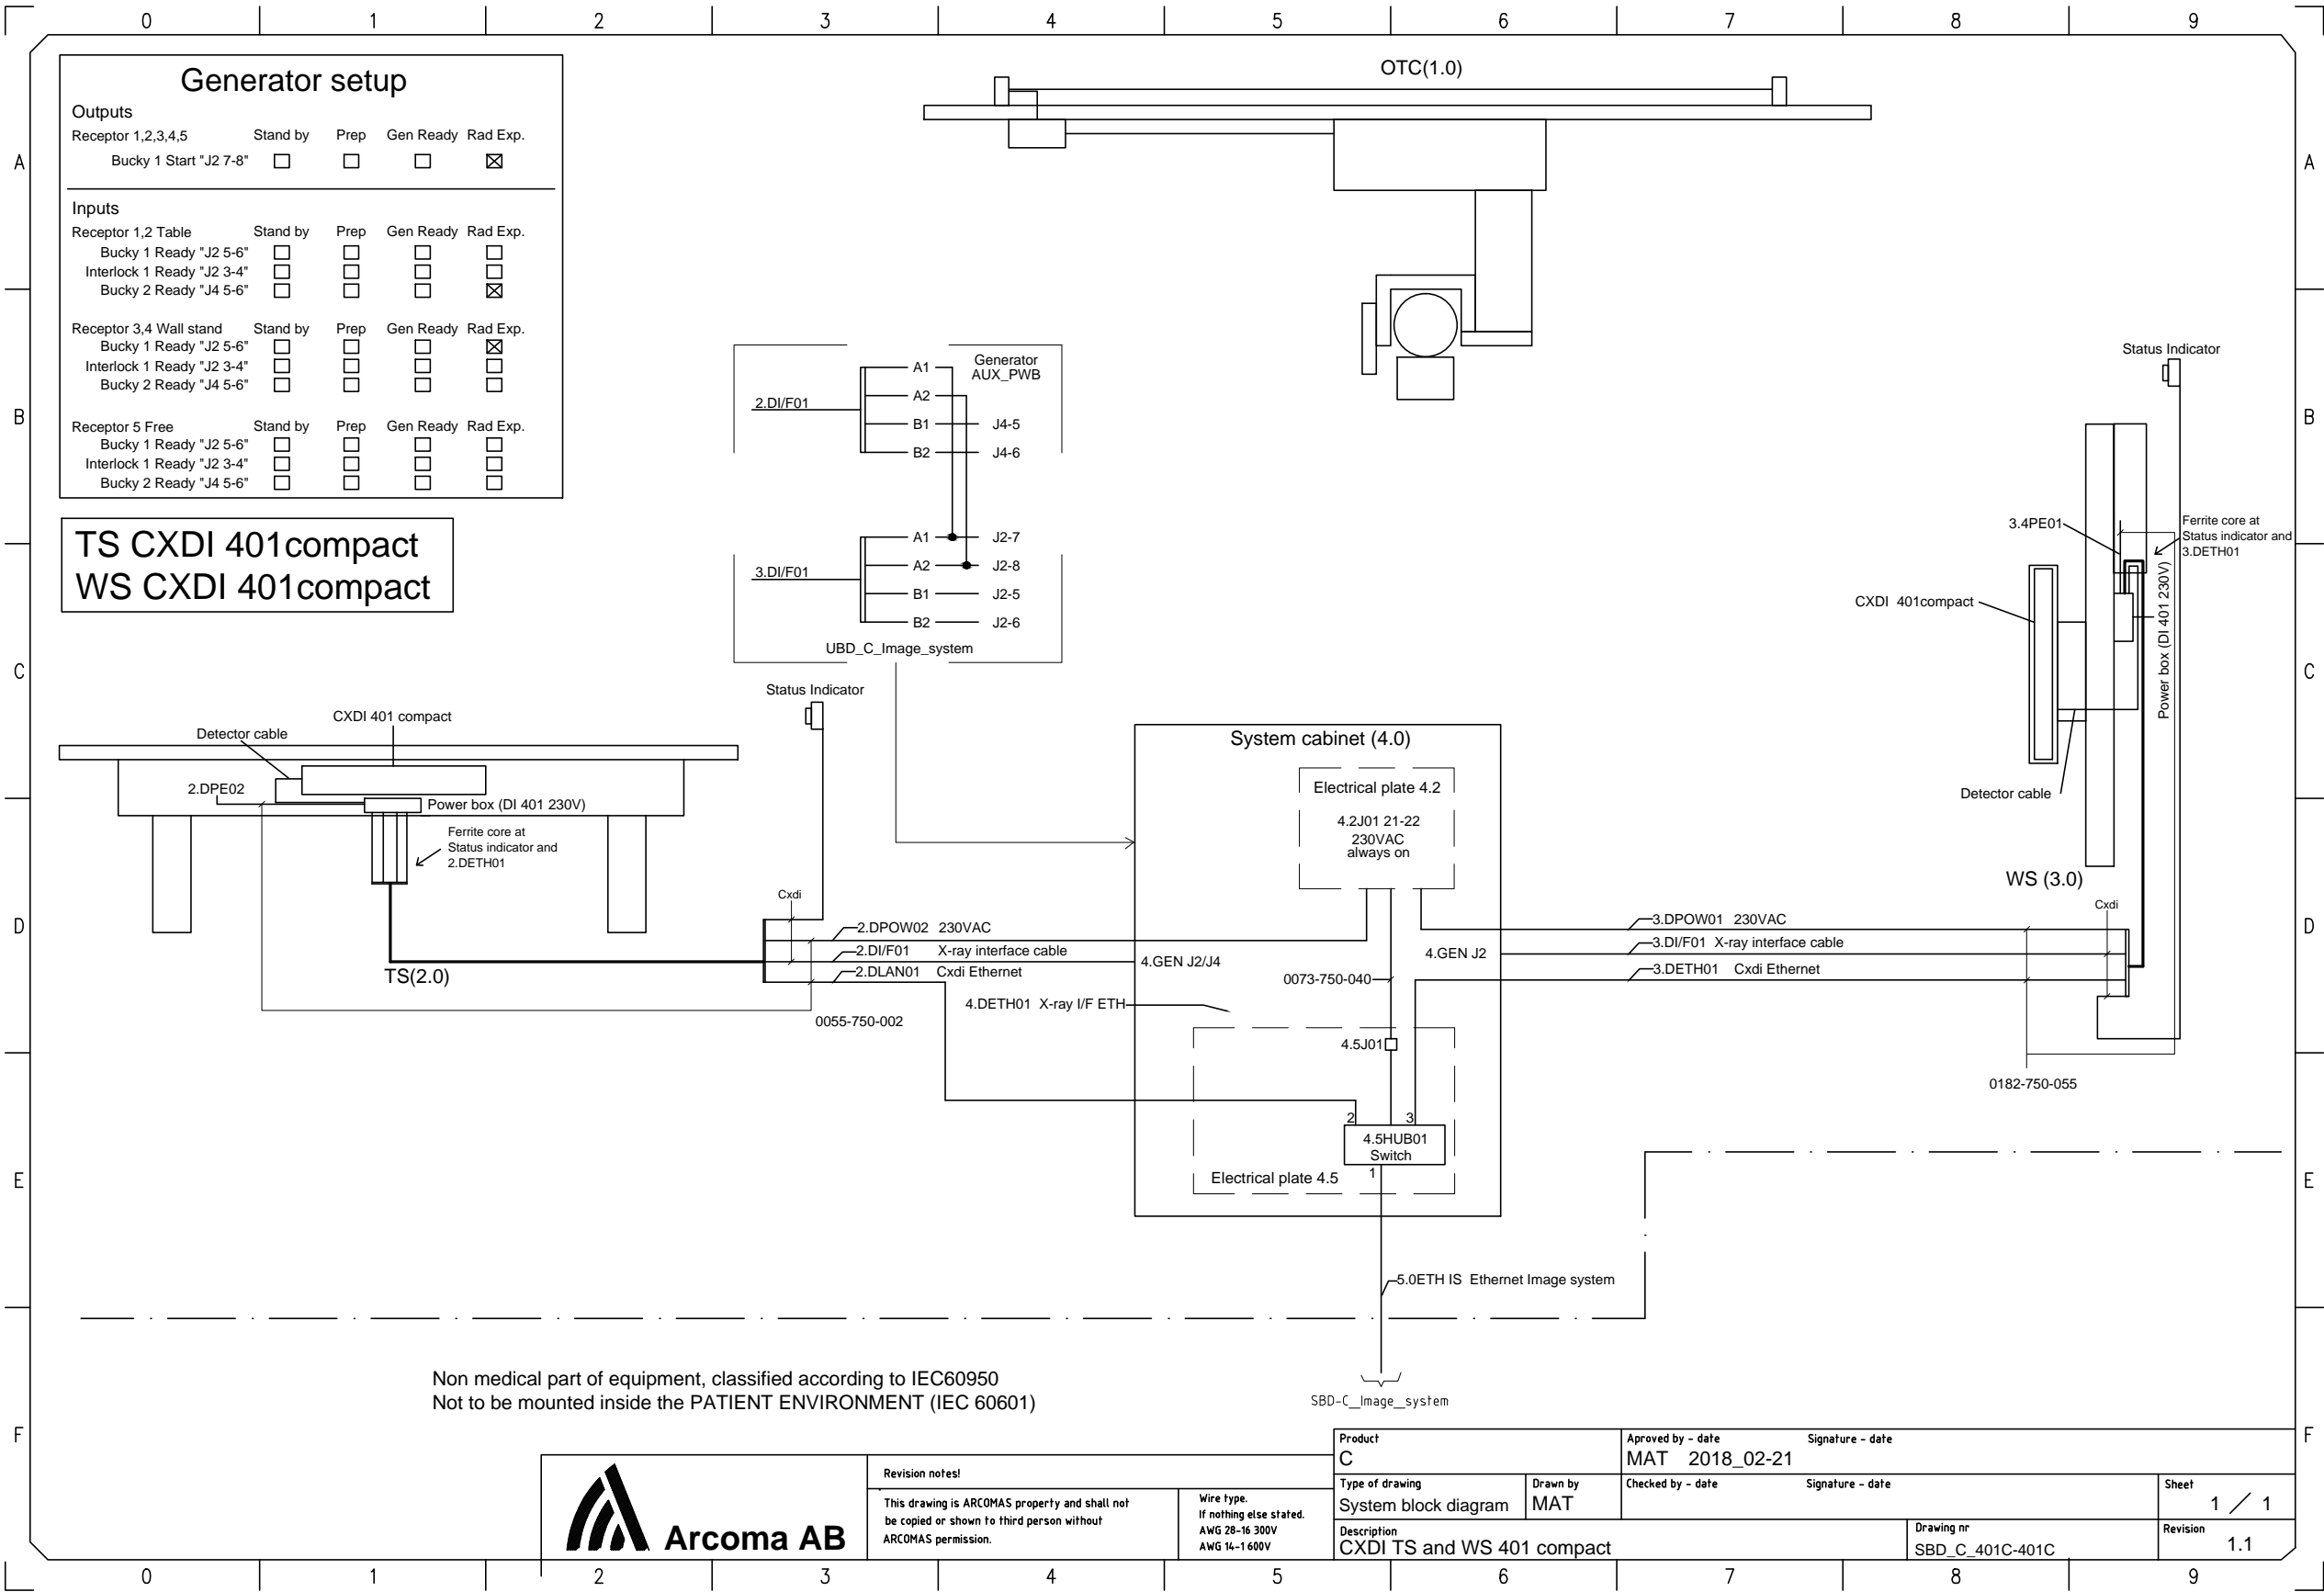 0 1 2 3 4 5 6 7 8 9
Generator setup
Outputs
Receptor 1,2,3,4,5 Stand by Prep Gen Ready Rad Exp.
Bucky 1 Start "J2 7-8"
Inputs
Receptor 1,2 Table Stand by Prep Gen Ready Rad Exp.
Bucky 1 Ready "J2 5-6"
Interlock 1 Ready "J2 3-4"
Bucky 2 Ready "J4 5-6"
Receptor 3,4 Wall stand Stand by Prep Gen Ready Rad Exp.
Bucky 1 Ready "J2 5-6"
Interlock 1 Ready "J2 3-4"
Bucky 2 Ready "J4 5-6"
Receptor 5 Free Stand by Prep Gen Ready Rad Exp.
Bucky 1 Ready "J2 5-6"
Interlock 1 Ready "J2 3-4"
Bucky 2 Ready "J4 5-6"
TS CXDI 401compact
WS CXDI 401compact
OTC(1.0)
A A
B B
C C
D D
E E
F F
Generator
AUX_PWB
2.DI/F01
A1
A2
B1 J4-5
B2 J4-6
3.DI/F01
A1 J2-7
A2 J2-8
B1 J2-5
B2 J2-6
UBD_C_Image_system
Status Indicator
3.4PE01
Ferrite core at
Status indicator and
3.DETH01
CXDI 401compact
Power box (DI 401 230V)
Detector cable
WS (3.0)
Status Indicator
CXDI 401 compact
Detector cable
2.DPE02
Power box (DI 401 230V)
Ferrite core at
Status indicator and
2.DETH01
TS(2.0)
Cxdi
2.DPOW02 230VAC
2.DI/F01 X-ray interface cable
2.DLAN01 Cxdi Ethernet
0055-750-002
System cabinet (4.0)
Electrical plate 4.2
4.2J01 21-22
230VAC
always on
4.GEN J2/J4
4.GEN J2
0073-750-040
4.DETH01 X-ray I/F ETH
4.5J01
2 3
4.5HUB01
Switch
1
Electrical plate 4.5
Cxdi
3.DPOW01 230VAC
3.DI/F01 X-ray interface cable
3.DETH01 Cxdi Ethernet
0182-750-055
5.0ETH IS Ethernet Image system
SBD-C_Image_system
Non medical part of equipment, classified according to IEC60950
Not to be mounted inside the PATIENT ENVIRONMENT (IEC 60601)
Arcoma AB
Revision notes!
This drawing is ARCOMAS property and shall not
be copied or shown to third person without
ARCOMAS permission.
Wire type.
If nothing else stated.
AWG 28-16 300V
AWG 14-1 600V
Product
C
Aproved by - date Signature - date
MAT 2018_02-21
Type of drawing
System block diagram
Drawn by
MAT
Checked by - date Signature - date
Sheet
1 / 1
Description
CXDI TS and WS 401 compact
Drawing nr
SBD_C_401C-401C
Revision
1.1
0 1 2 3 4 5 6 7 8 9